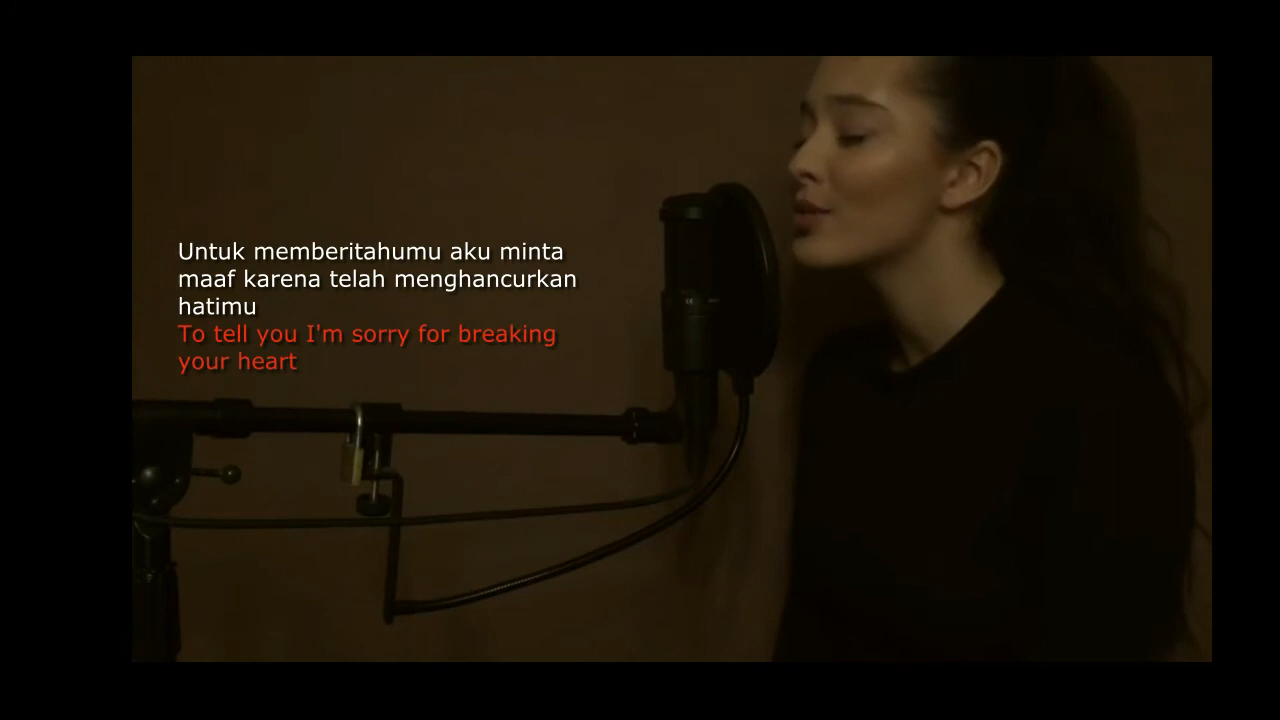 Untuk memberitahumu aku minta
maaf karena telah menghancurkan
hatimu
To tell you I'm sorry for breaking
your heart